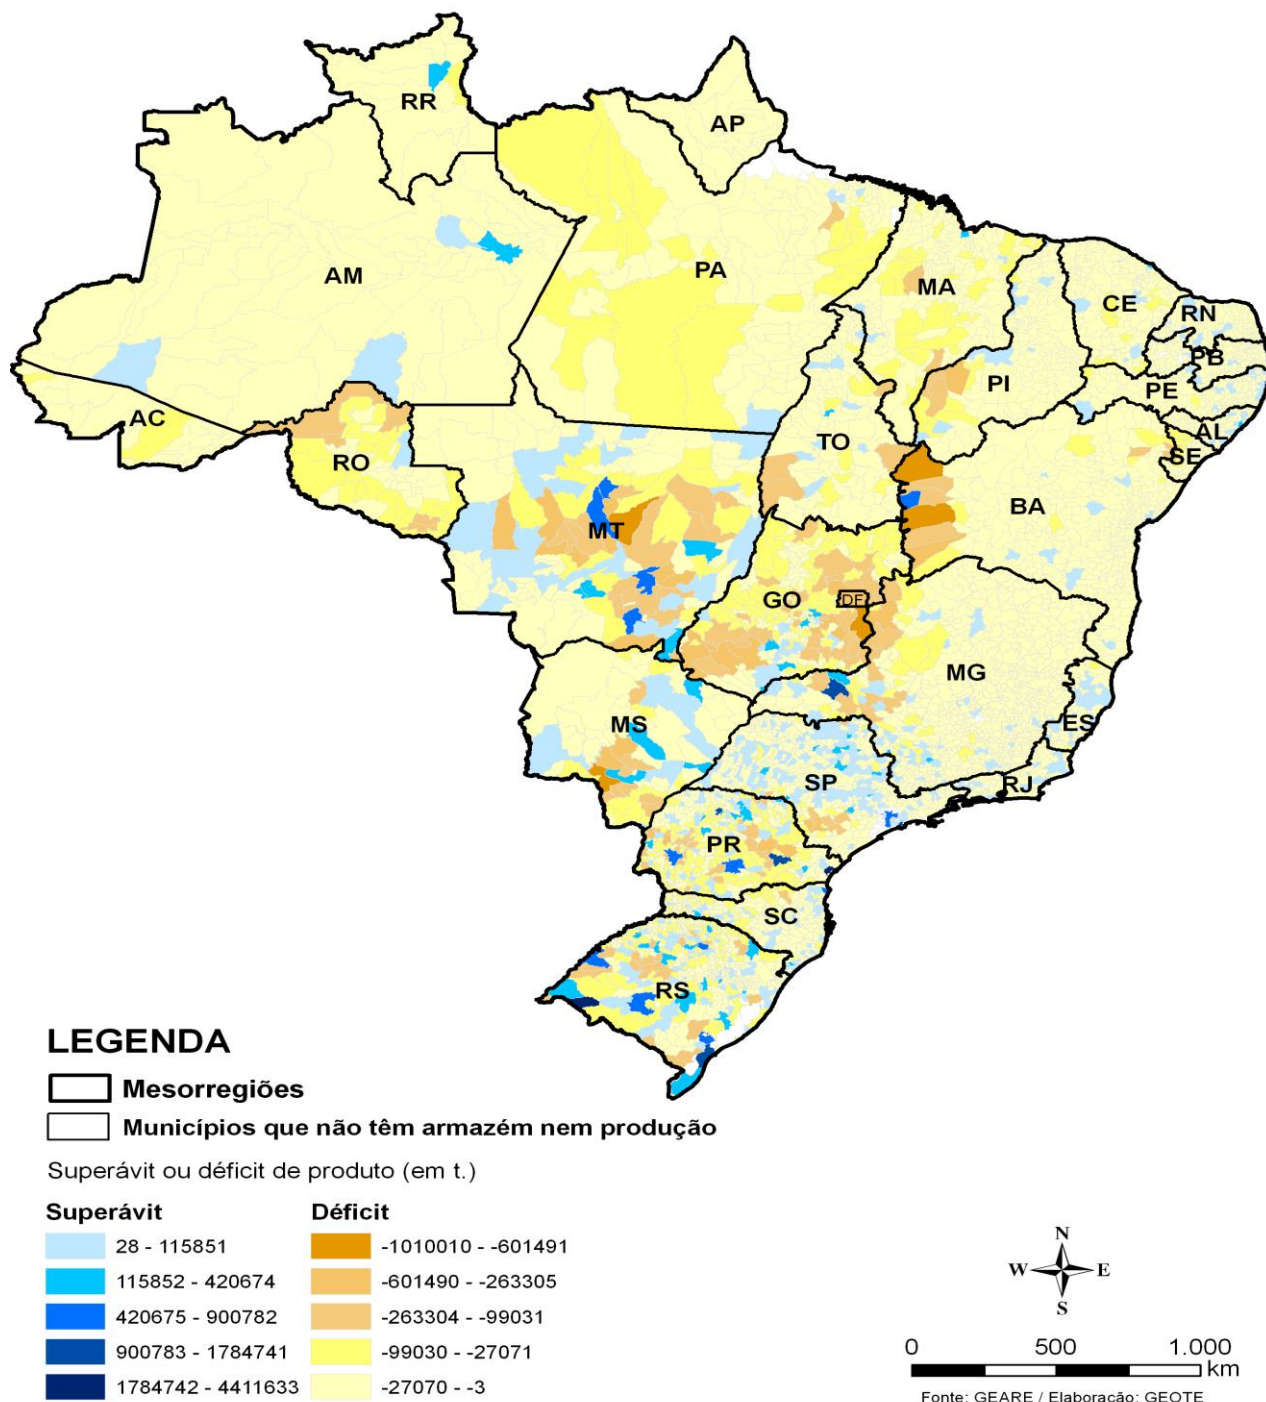 RR
AP
AM
PA
MA
CE
RN
PB
PI
PE
AC
AL
TO
SE
RO
BA
MT
GO
DF
MG
MS
ES
SP
RJ
PR
SC
RS
LEGENDA
Mesorregiões
Municípios que não têm armazém nem produção
Superávit ou déficit de produto (em t.)
Superávit Déficit
28 - 115851 -1010010 - -601491
115852 - 420674 -601490 - -263305
420675 - 900782 -263304 - -99031
900783 - 1784741 -99030 - -27071
1784742 - 4411633 -27070 - -3
N
W E
S
0 500 1.000
km
Fonte: GEARE / Elaboração: GEOTE